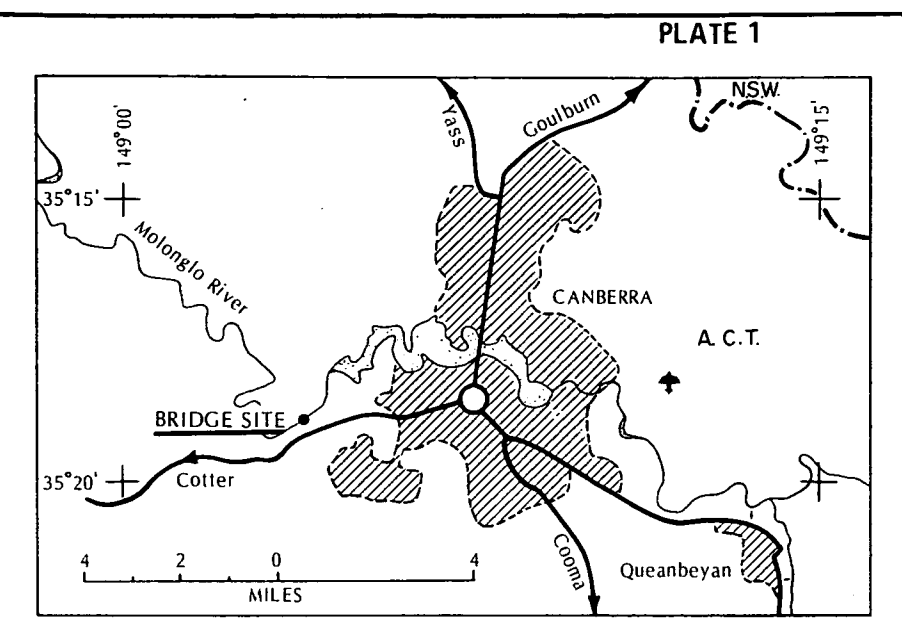 PLATE 1
N.S.W.
Yass
Goulburn
149°00'
149°15'
35°15'
Molonglo River
CANBERRA
A.C.T.
BRIDGE SITE
35°20'
Cotter
Cooma
Queanbeyan
4 2 0 4
MILES